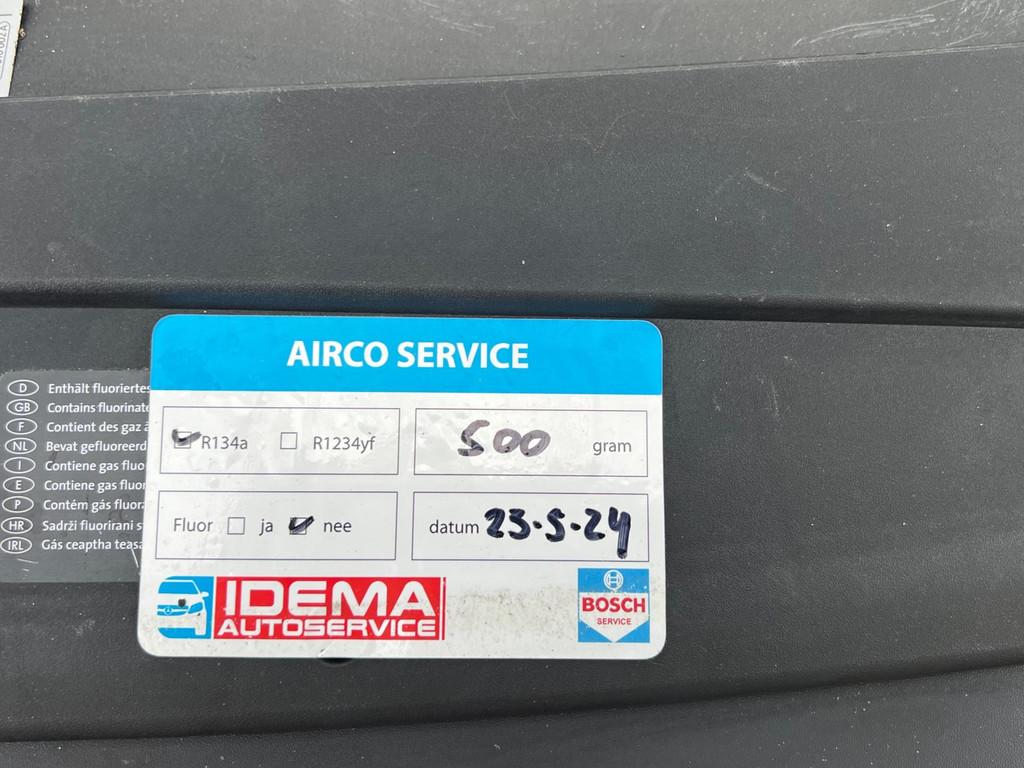 AIRCO SERVICE
R134a R1234yf
500 gram
Fluor ja nee
datum 23-5-24
IDEMA
AUTOSERVICE
BOSCH
SERVICE
D Enthält fluoriertes
GB Contains fluorinate
F Contient des gaz
NL Bevat gefluoreerd
I Contiene gas fluo
E Contiene gas fluor
P Contém gás fluor
HR Sadrži fluorirani s
IRL Gás ceaptha teasa